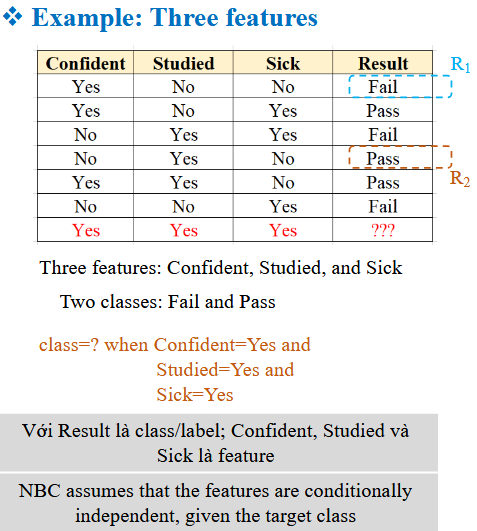 ❖ Example: Three features
Confident Studied Sick Result R1
Yes No No Fail
Yes No Yes Pass
No Yes Yes Fail
No Yes No Pass
R2
Yes Yes No Pass
No No Yes Fail
Yes Yes Yes ???
Three features: Confident, Studied, and Sick
Two classes: Fail and Pass
class=? when Confident=Yes and
Studied=Yes and
Sick=Yes
Với Result là class/label; Confident, Studied và
Sick là feature
NBC assumes that the features are conditionally
independent, given the target class